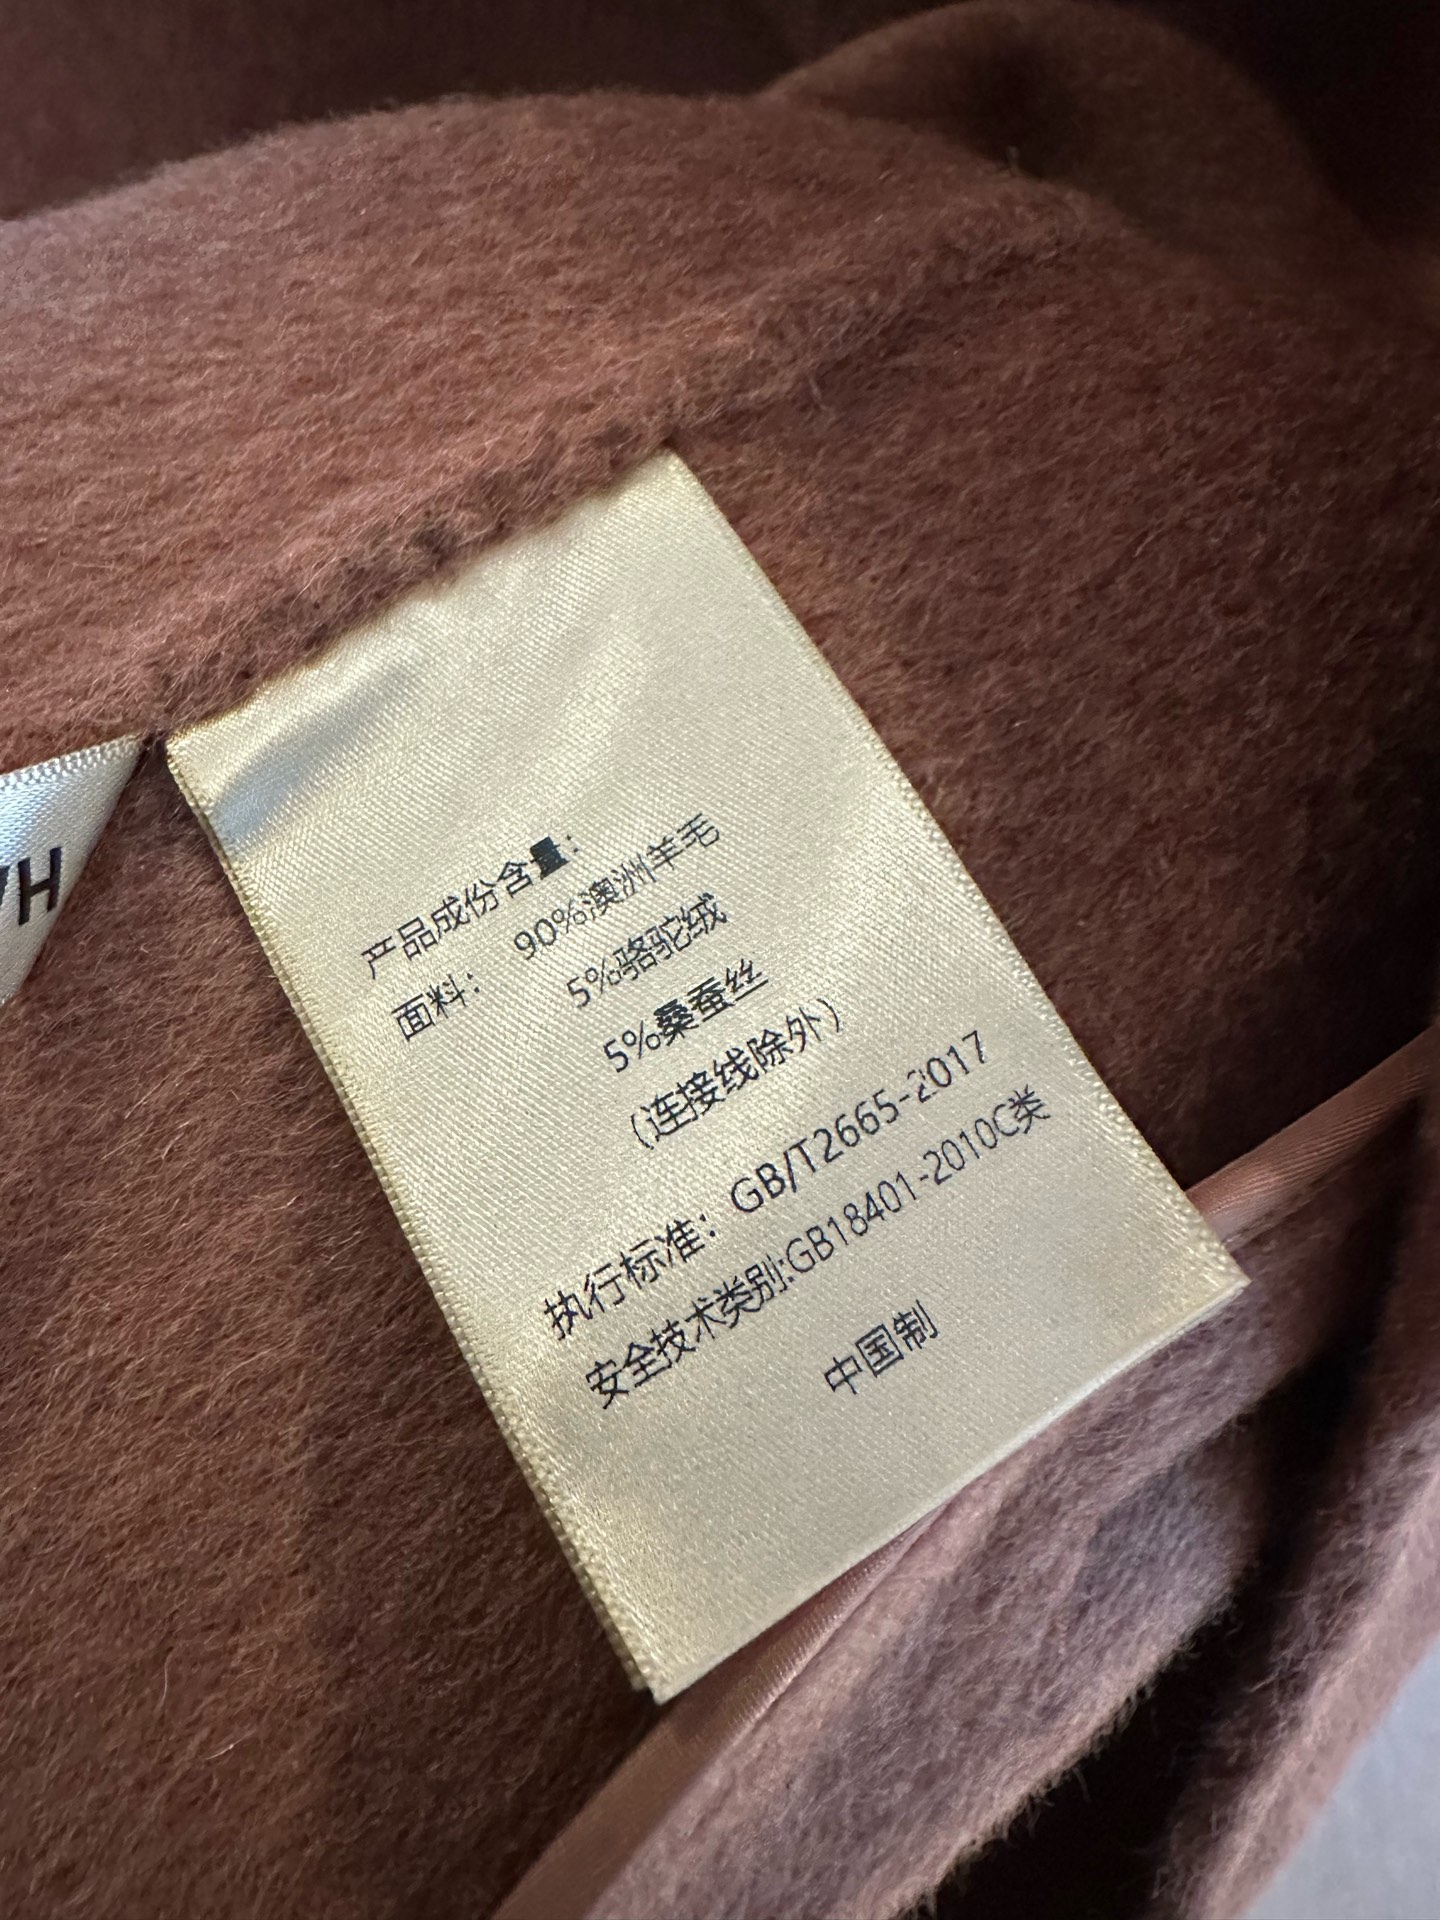 产品成份含量：
面料： 90%澳洲羊毛
5%骆驼绒
5%桑蚕丝
(连接线除外)
执行标准：GB/T2665-2017
安全技术类别:GB18401-2010C类
中国制